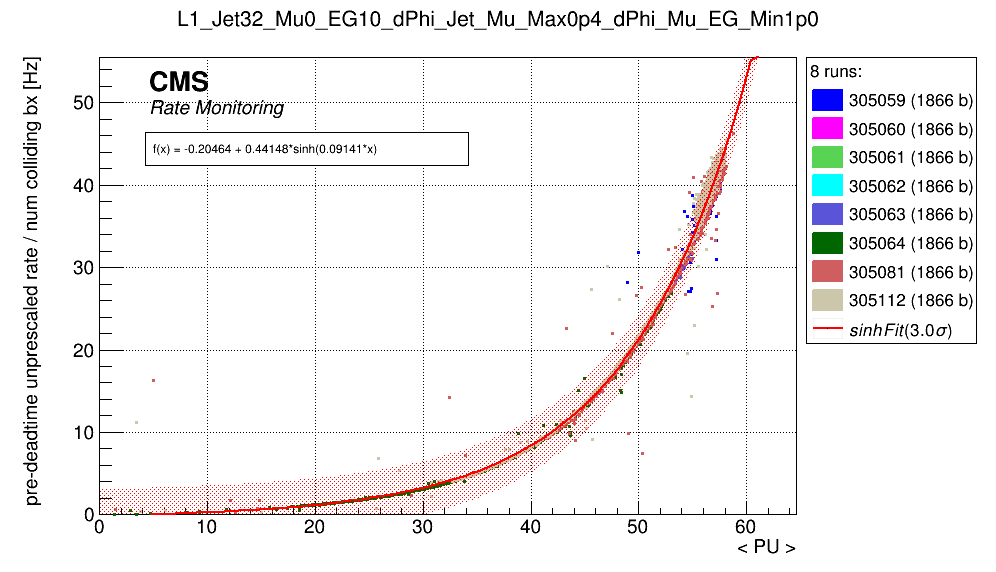 L1_Jet32_Mu0_EG10_dPhi_Jet_Mu_Max0p4_dPhi_Mu_EG_Min1p0
pre-deadtime unprescaled rate / num colliding bx [Hz]
CMS
Rate Monitoring
f(x) = -0.20464 + 0.44148*sinh(0.09141*x)
50
40
30
20
10
0
0 10 20 30 40 50 60
< PU >
8 runs:
305059 (1866 b)
305060 (1866 b)
305061 (1866 b)
305062 (1866 b)
305063 (1866 b)
305064 (1866 b)
305081 (1866 b)
305112 (1866 b)
sinhFit(3.0σ)